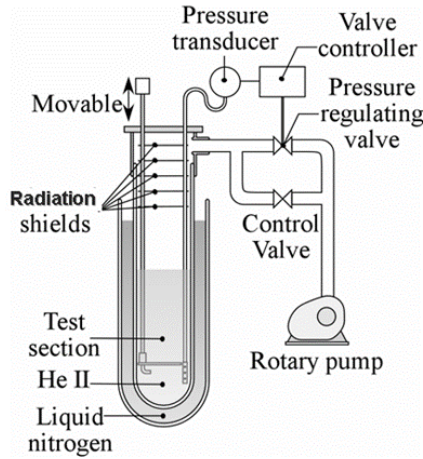 Pressure
transducer
Valve
controller
Movable
Pressure
regulating
valve
Radiation
shields
Control
Valve
Test
section
He II
Liquid
nitrogen
Rotary pump